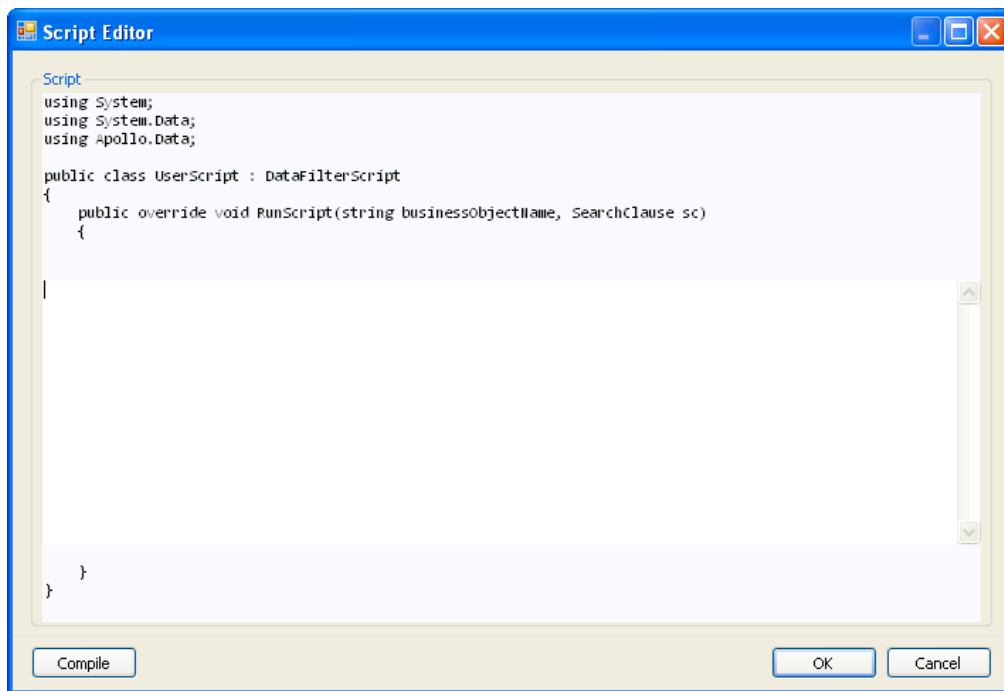 Script Editor
Script
using System;
using System.Data;
using Apollo.Data;
public class UserScript : DataFilterScript
{
public override void RunScript(string businessObjectName, SearchClause sc)
{
}
}
Compile
OK
Cancel